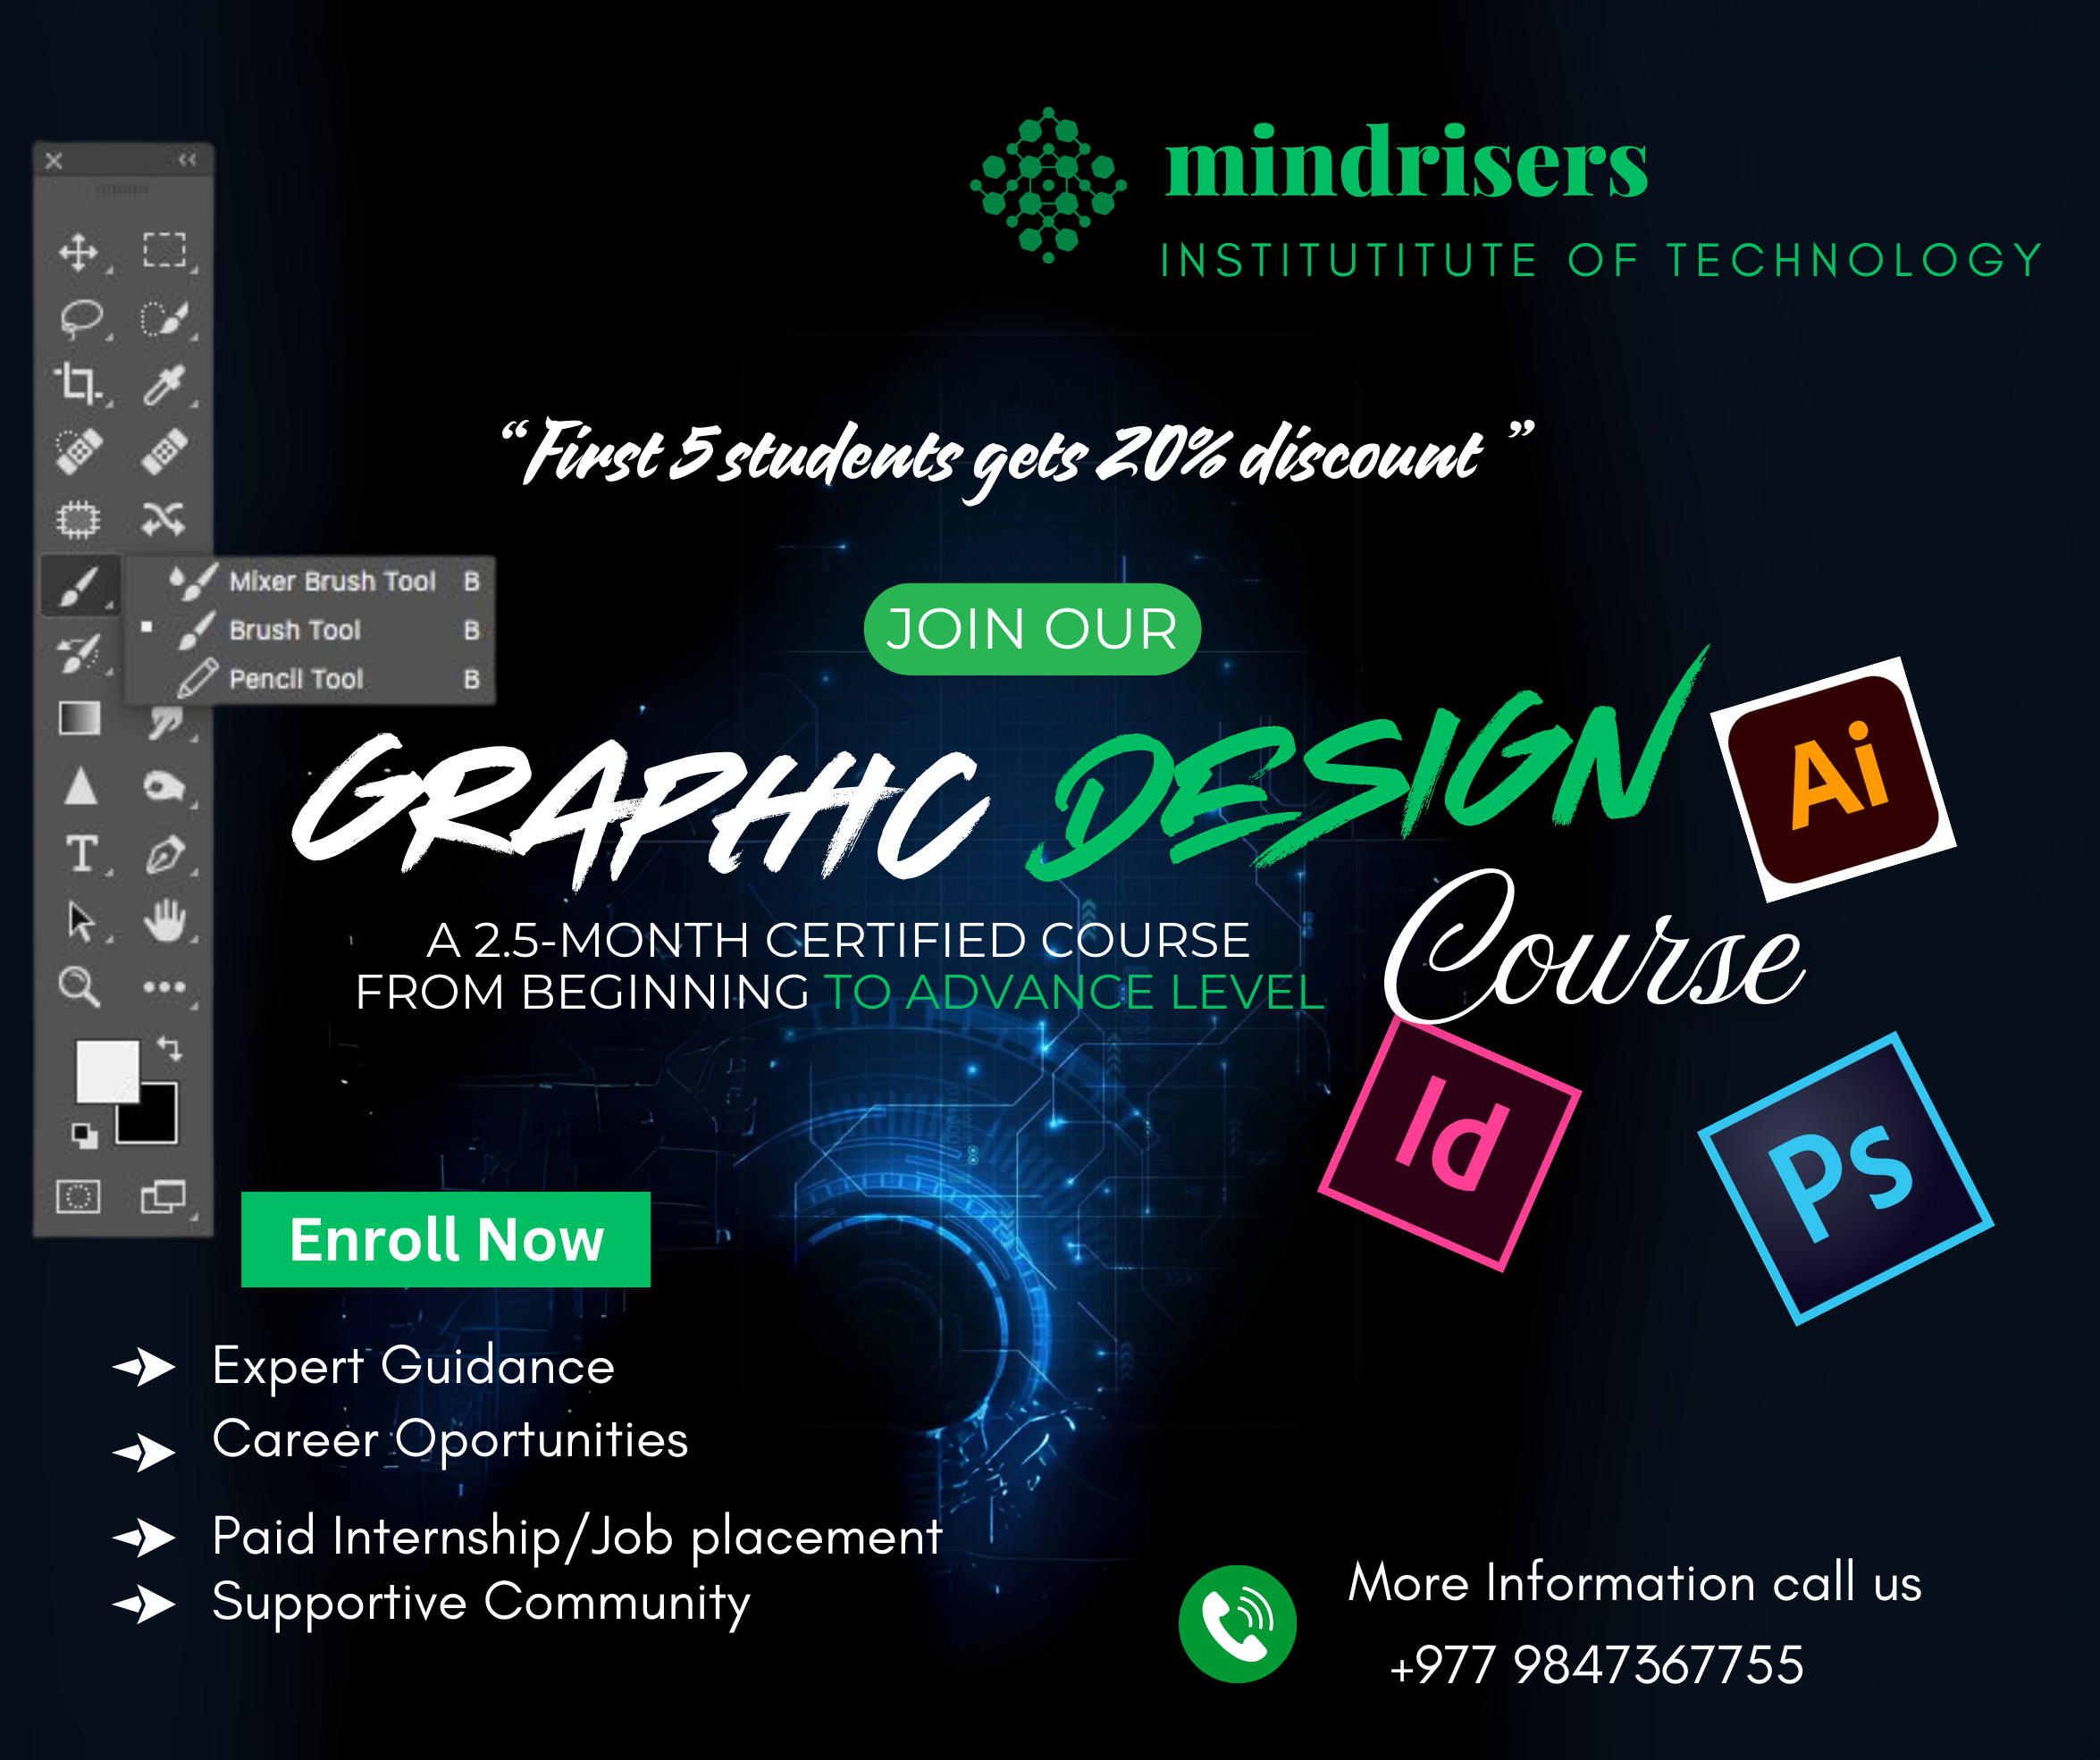 mindrisers
INSTITUTITUTE OF TECHNOLOGY
“First 5 students gets 20% discount ”
JOIN OUR
Mixer Brush Tool B
Brush Tool B
Pencil Tool B
GRAPHIC DESIGN
Ai
Course
A 2.5-MONTH CERTIFIED COURSE
FROM BEGINNING TO ADVANCE LEVEL
T
Id
Ps
Enroll Now
Expert Guidance
Career Oportunities
Paid Internship/Job placement
Supportive Community
More Information call us
+977 9847367755